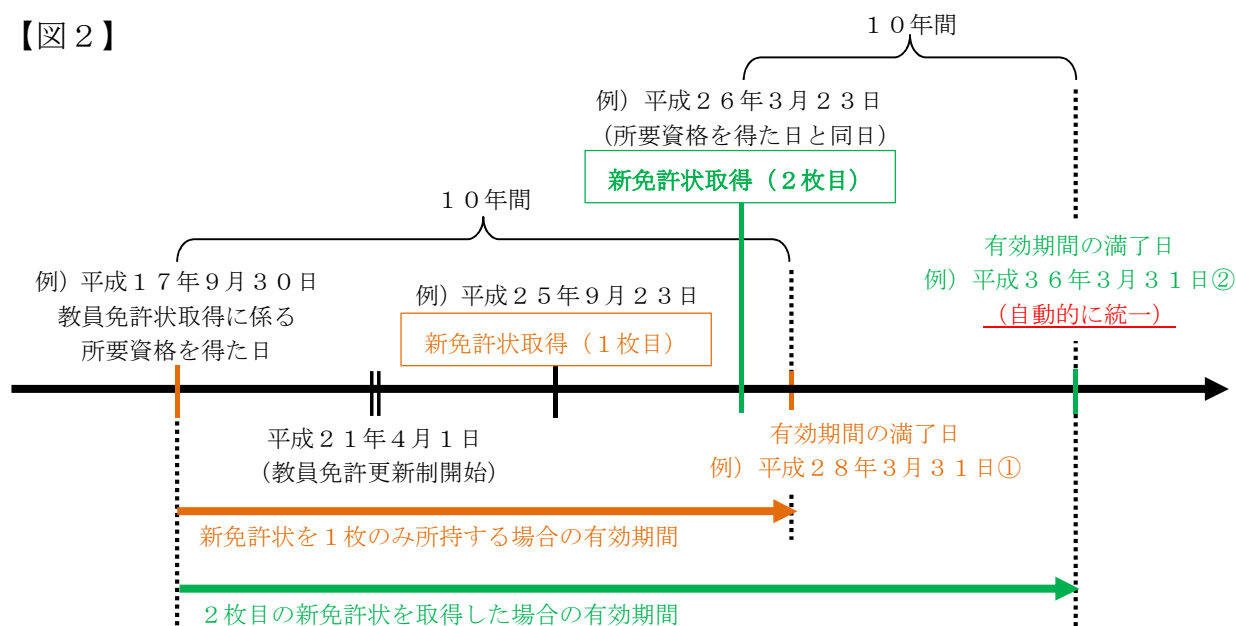 【図２】
１０年間
例）平成２６年３月２３日
（所要資格を得た日と同日）
新免許状取得（２枚目）
１０年間
有効期間の満了日
例）平成３６年３月３１日②
（自動的に統一）
例）平成１７年９月３０日
教員免許状取得に係る
所要資格を得た日
例）平成２５年９月２３日
新免許状取得（１枚目）
平成２１年４月１日
（教員免許更新制開始）
有効期間の満了日
例）平成２８年３月３１日①
新免許状を１枚のみ所持する場合の有効期間
２枚目の新免許状を取得した場合の有効期間